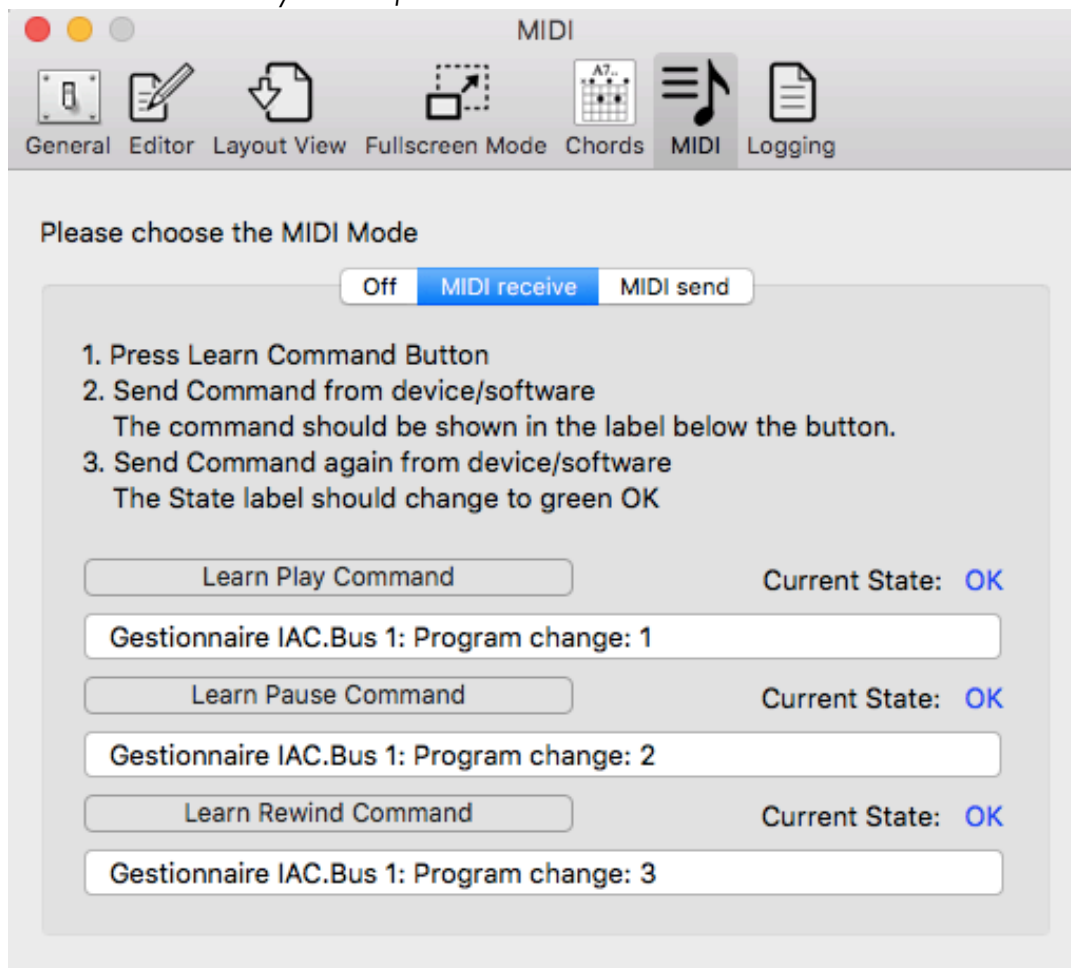 MIDI
A7..
General Editor Layout View Fullscreen Mode Chords MIDI Logging
Please choose the MIDI Mode
Off MIDI receive MIDI send
1. Press Learn Command Button
2. Send Command from device/software
The command should be shown in the label below the button.
3. Send Command again from device/software
The State label should change to green OK
Learn Play Command Current State: OK
Gestionnaire IAC.Bus 1: Program change: 1
Learn Pause Command Current State: OK
Gestionnaire IAC.Bus 1: Program change: 2
Learn Rewind Command Current State: OK
Gestionnaire IAC.Bus 1: Program change: 3